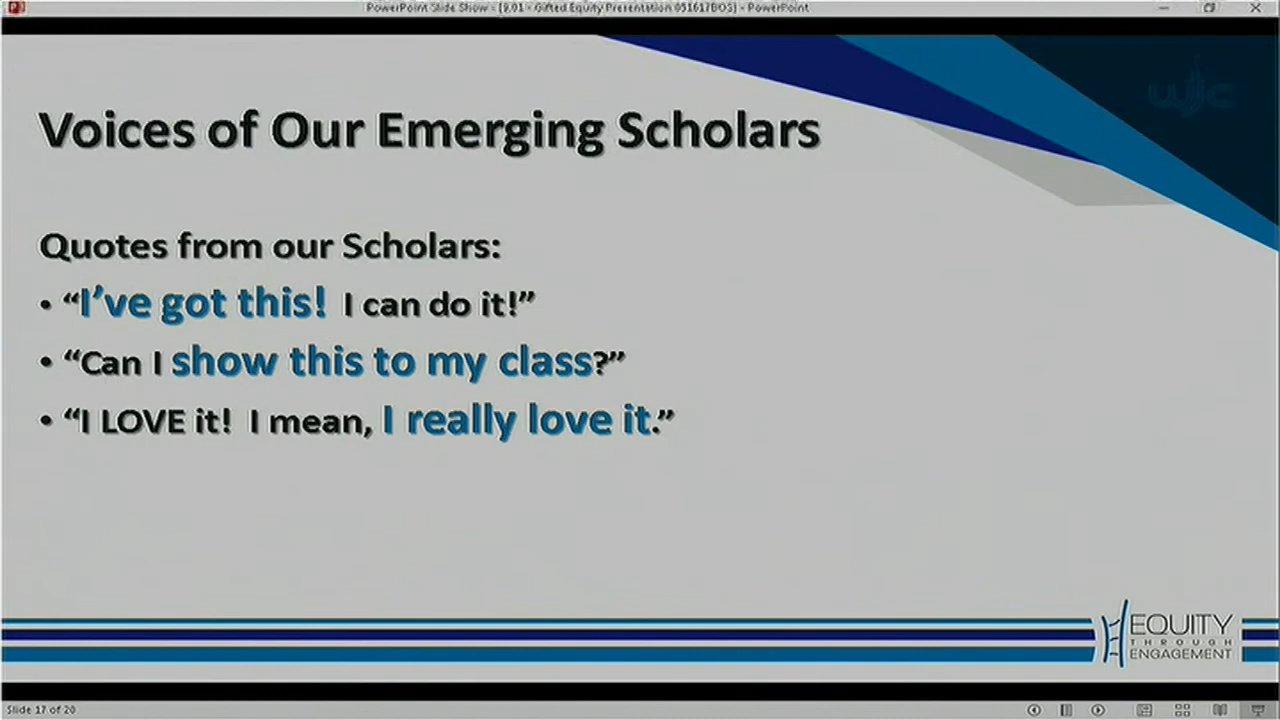 PowerPoint Slide Show - [9.01 - Gifted Equity Presentation 051617BOS] - PowerPoint
Voices of Our Emerging Scholars
Quotes from our Scholars:
• “I’ve got this! I can do it!”
• “Can I show this to my class?”
• “I LOVE it! I mean, I really love it.”
EQUITY
THROUGH
ENGAGEMENT
Slide 17 of 20